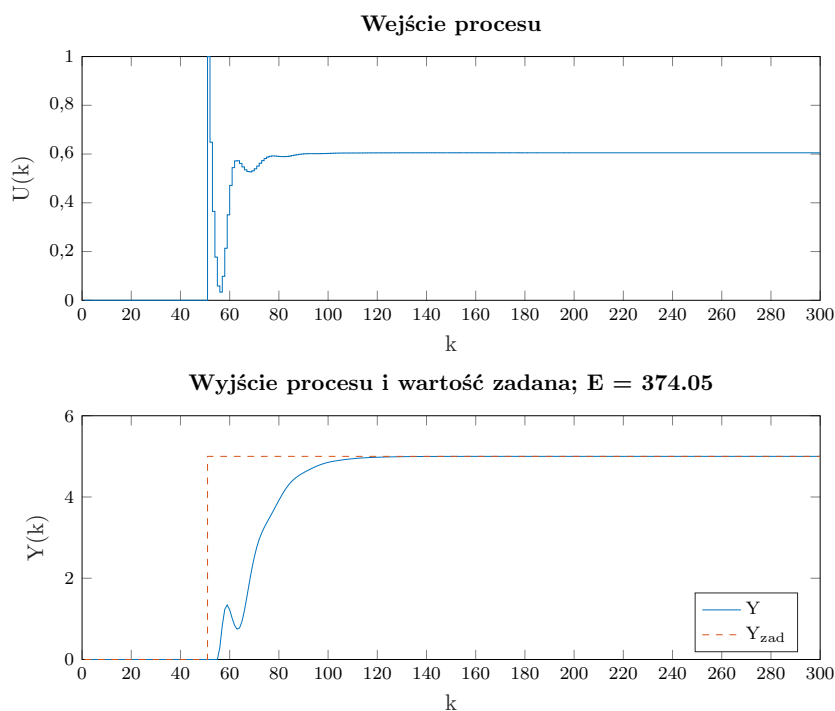 Wejście procesu
1
0,8
0,6
0,4
0,2
0
U(k)
0 20 40 60 80 100 120 140 160 180 200 220 240 260 280 300
k
Wyjście procesu i wartość zadana; E = 374.05
6
4
2
0
Y(k)
Y
Yzad
0 20 40 60 80 100 120 140 160 180 200 220 240 260 280 300
k